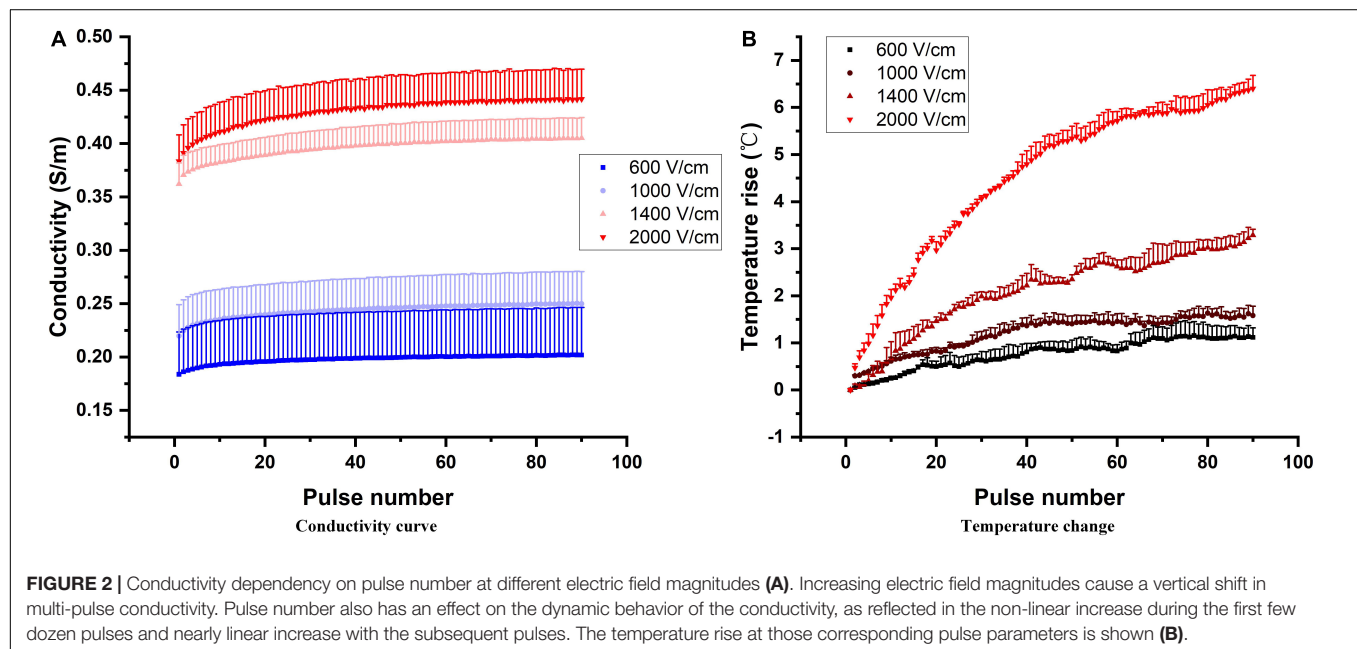 A
0.50
0.45
0.40
0.35
0.30
0.25
0.20
0.15
Conductivity (S/m)
600 V/cm
1000 V/cm
1400 V/cm
2000 V/cm
0 20 40 60 80 100
Pulse number
Conductivity curve
B
7
6
5
4
3
2
1
0
-1
Temperature rise (℃)
600 V/cm
1000 V/cm
1400 V/cm
2000 V/cm
0 20 40 60 80 100
Pulse number
Temperature change
FIGURE 2 | Conductivity dependency on pulse number at different electric field magnitudes (A). Increasing electric field magnitudes cause a vertical shift in
multi-pulse conductivity. Pulse number also has an effect on the dynamic behavior of the conductivity, as reflected in the non-linear increase during the first few
dozen pulses and nearly linear increase with the subsequent pulses. The temperature rise at those corresponding pulse parameters is shown (B).